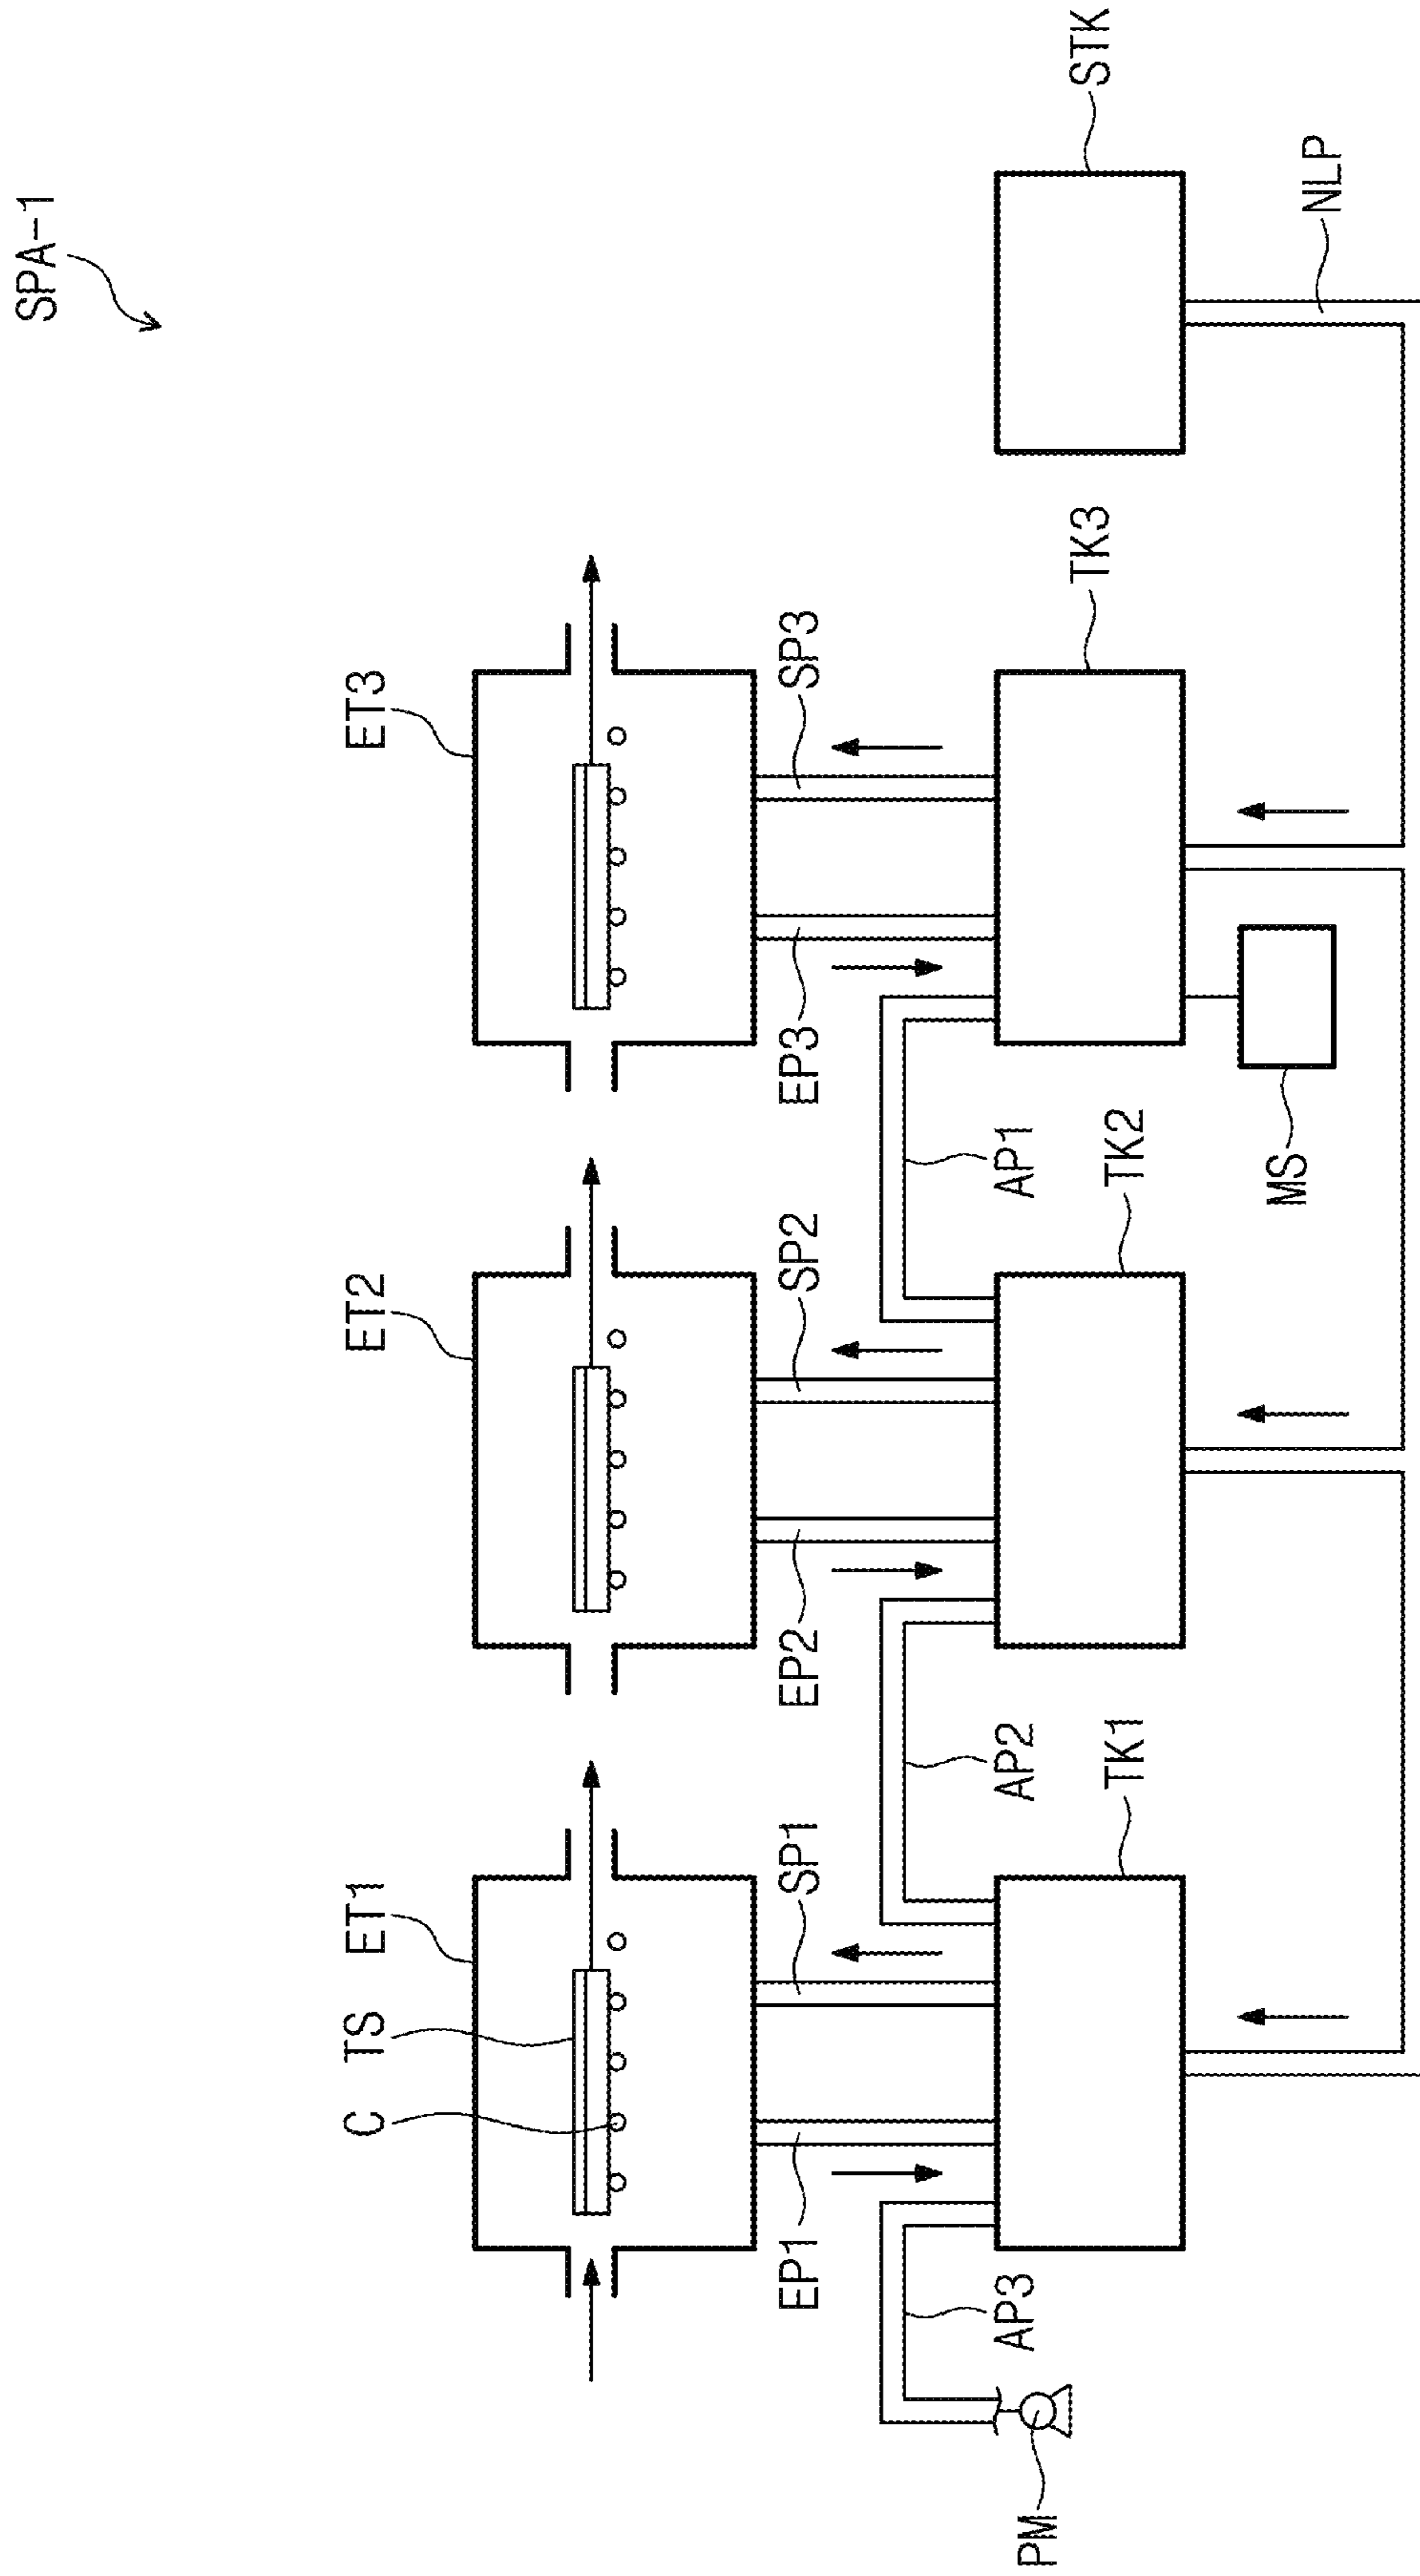 SPA-1
ET1
ET2
ET3
TS
C
EP1
SP1
EP2
SP2
EP3
SP3
AP3
AP2
AP1
PM
TK1
TK2
TK3
STK
MS
NLP